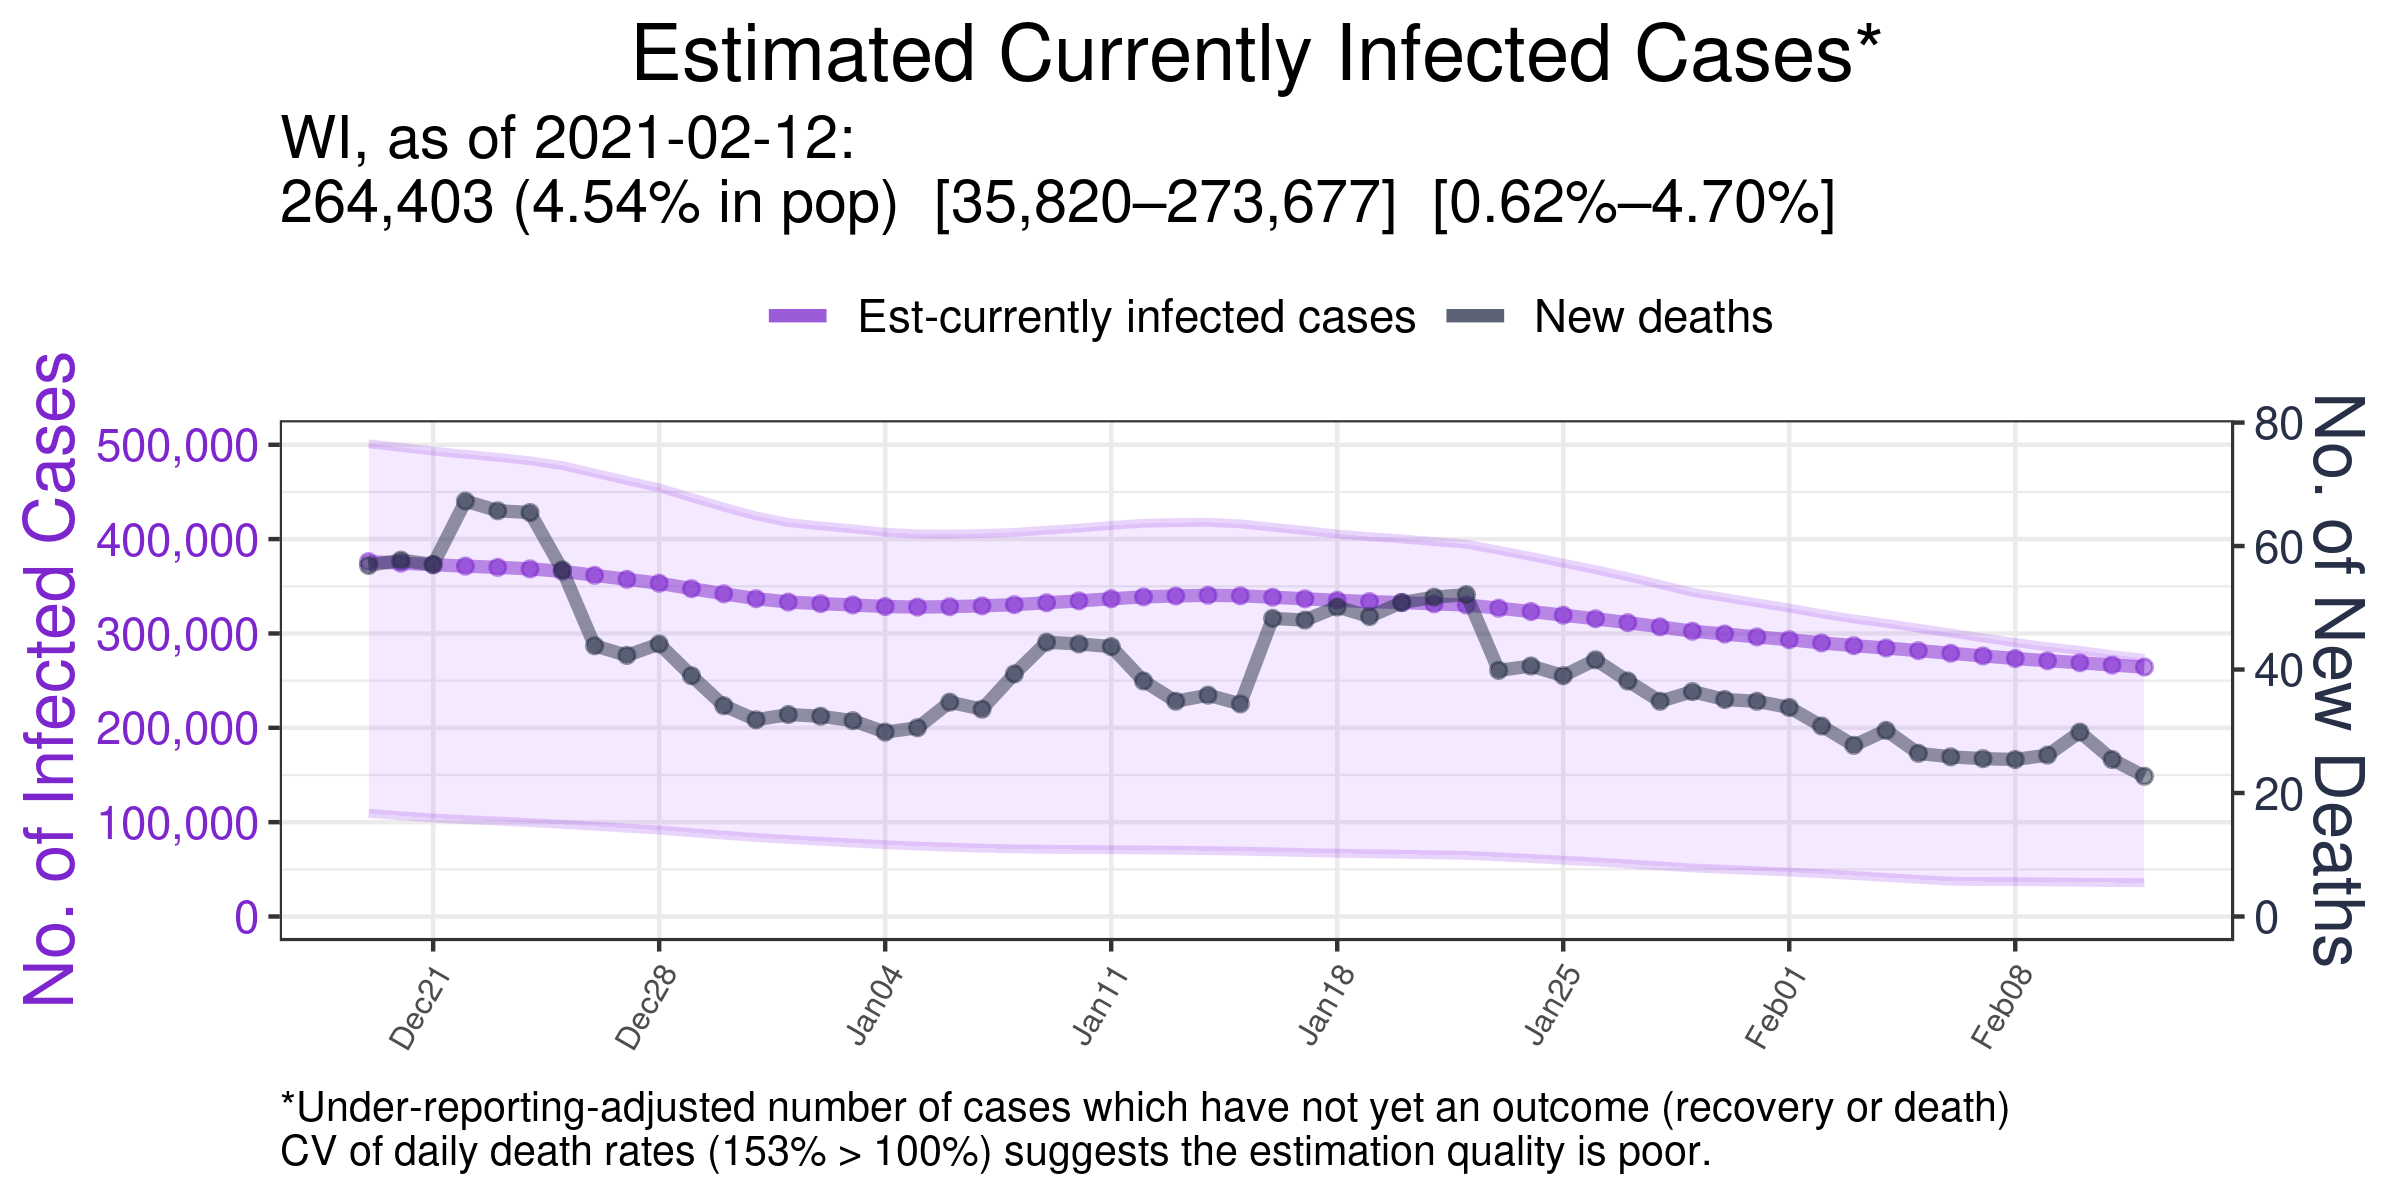 Estimated Currently Infected Cases*
WI, as of 2021-02-12:
264,403 (4.54% in pop)  [35,820–273,677]  [0.62%–4.70%]
Est-currently infected cases
New deaths
No. of Infected Cases
500,000
400,000
300,000
200,000
100,000
0
80
60
40
20
0
No. of New Deaths
Dec21
Dec28
Jan04
Jan11
Jan18
Jan25
Feb01
Feb08
*Under-reporting-adjusted number of cases which have not yet an outcome (recovery or death)
CV of daily death rates (153% > 100%) suggests the estimation quality is poor.